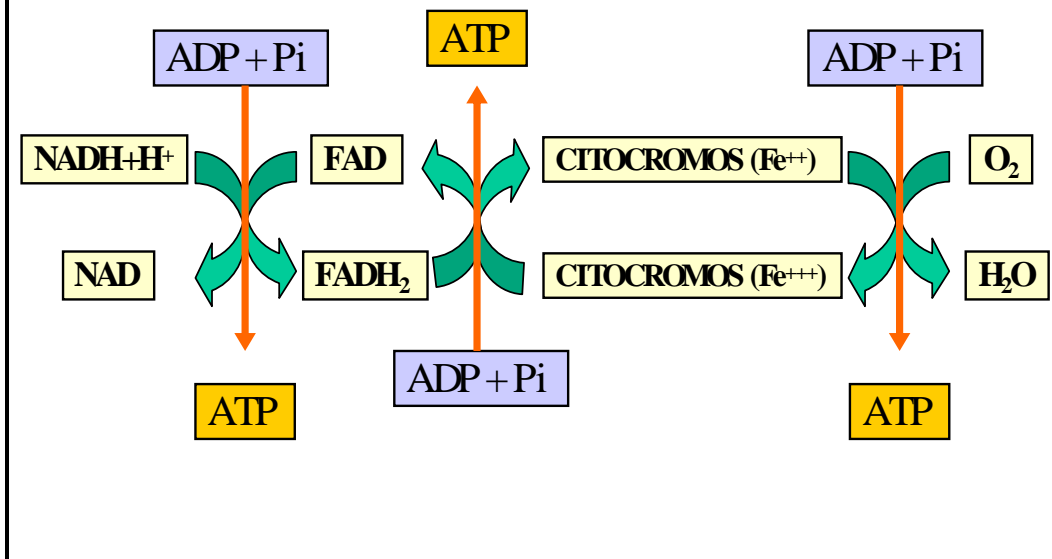 ADP + Pi
ATP
ADP + Pi
NADH+H⁺
FAD
CITOCROMOS (Fe⁺⁺)
O₂
NAD
FADH₂
CITOCROMOS (Fe⁺⁺⁺)
H₂O
ATP
ADP + Pi
ATP